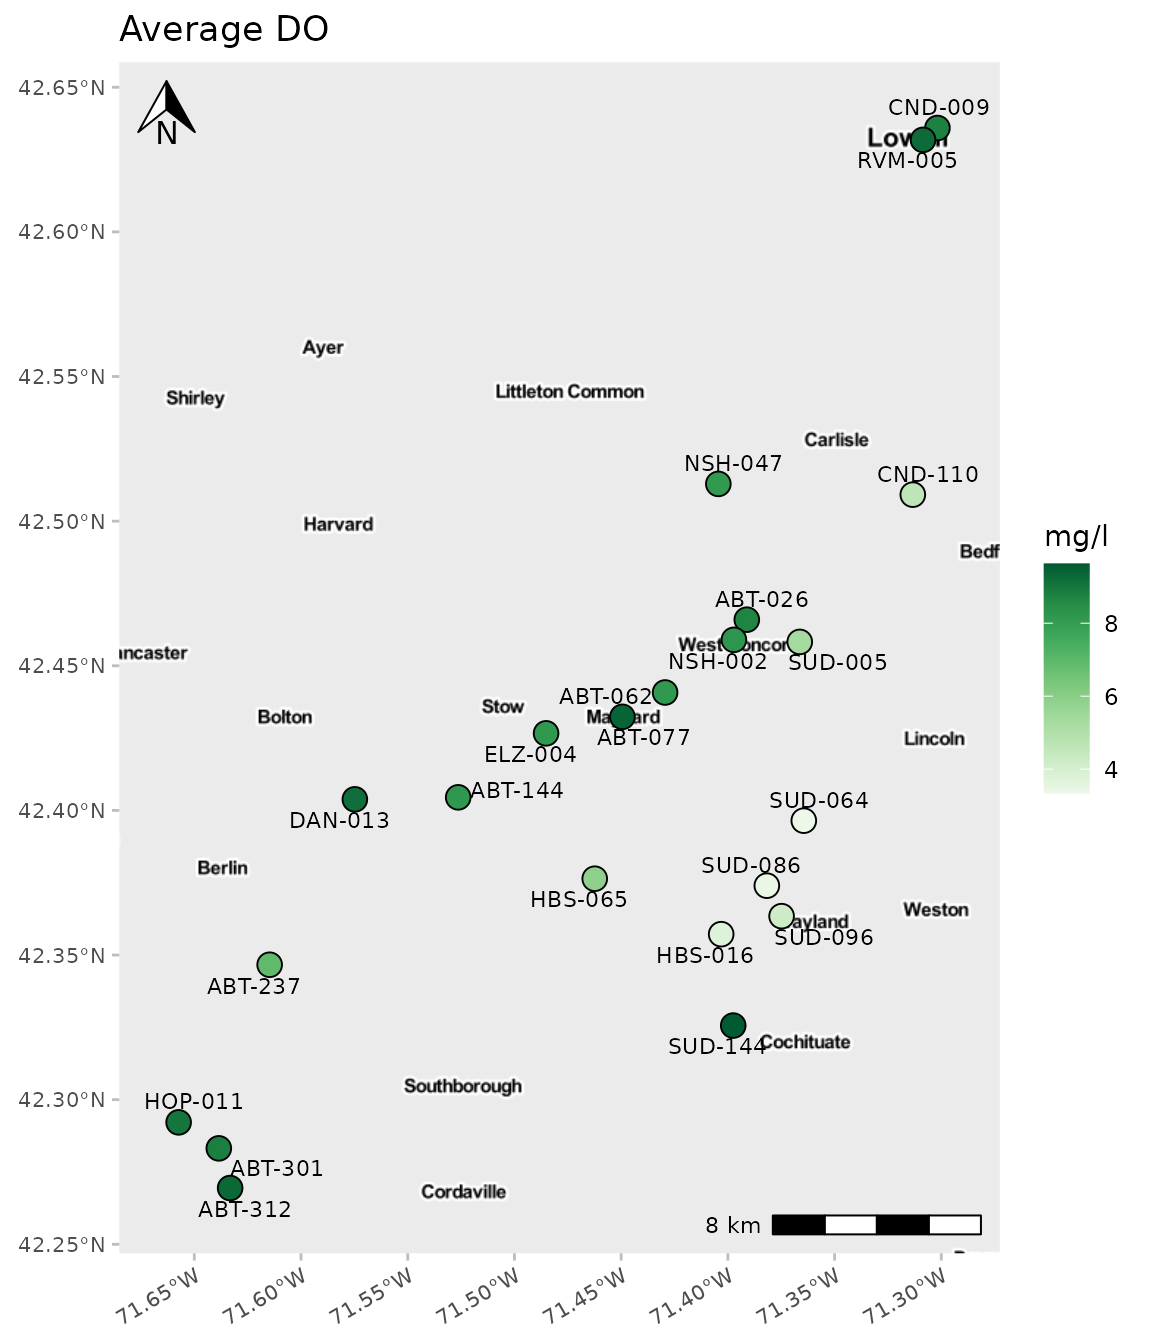 Average DO
42.65°N
N
CND-009
Lowell
RVM-005
42.60°N
Ayer
42.55°N
Shirley
Littleton Common
Carlisle
NSH-047
CND-110
42.50°N
Harvard
mg/l
Bedf
ABT-026
8
West Concor
ancaster
42.45°N
NSH-002
SUD-005
ABT-062
6
Stow
Bolton
Maynard
ABT-077
Lincoln
ELZ-004
4
ABT-144
SUD-064
42.40°N
DAN-013
SUD-086
Berlin
HBS-065
Weston
ayland
SUD-096
42.35°N
HBS-016
ABT-237
SUD-144
Cochituate
Southborough
42.30°N
HOP-011
ABT-301
Cordaville
ABT-312
8 km
42.25°N
71.65°W
71.60°W
71.55°W
71.50°W
71.45°W
71.40°W
71.35°W
71.30°W